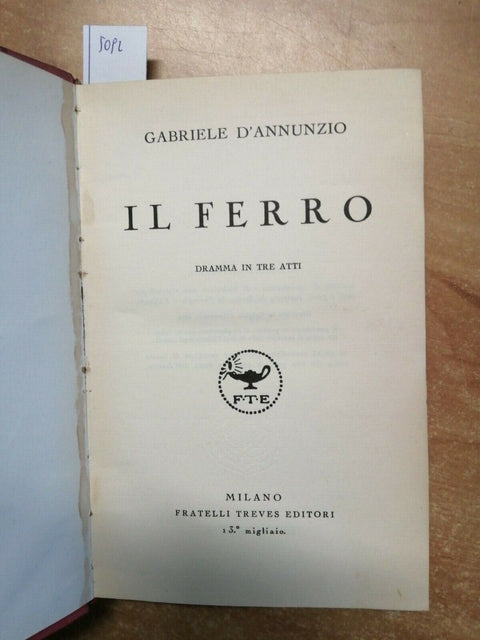 5092
GABRIELE D'ANNUNZIO
IL FERRO
DRAMMA IN TRE ATTI
F·T·E
MILANO
FRATELLI TREVES EDITORI
13.° migliaio.